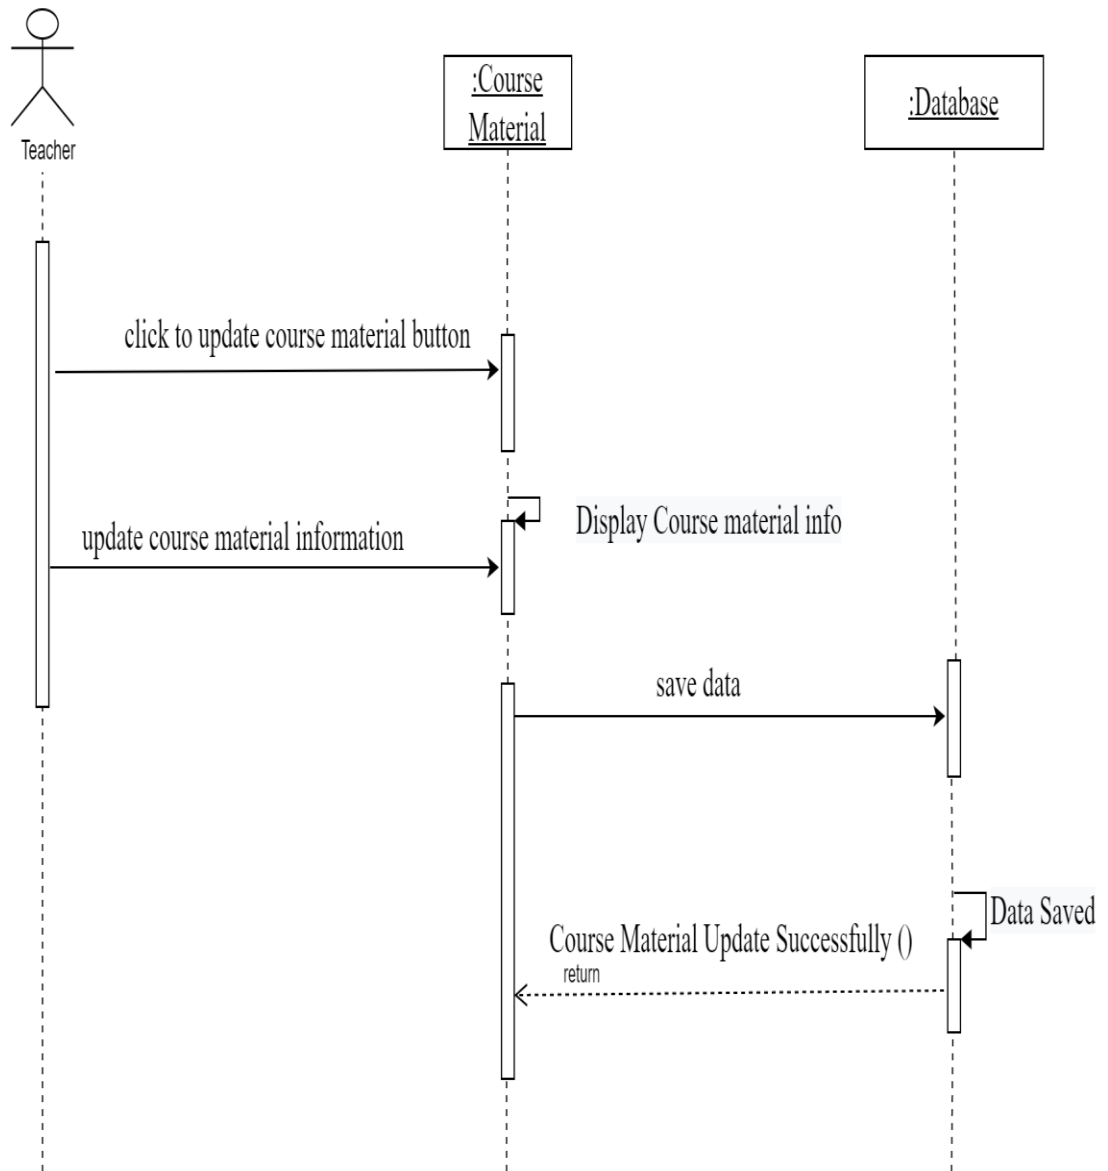 Teacher
:Course
Material
:Database
click to update course material button
Display Course material info
update course material information
save data
Data Saved
Course Material Update Successfully ()
return